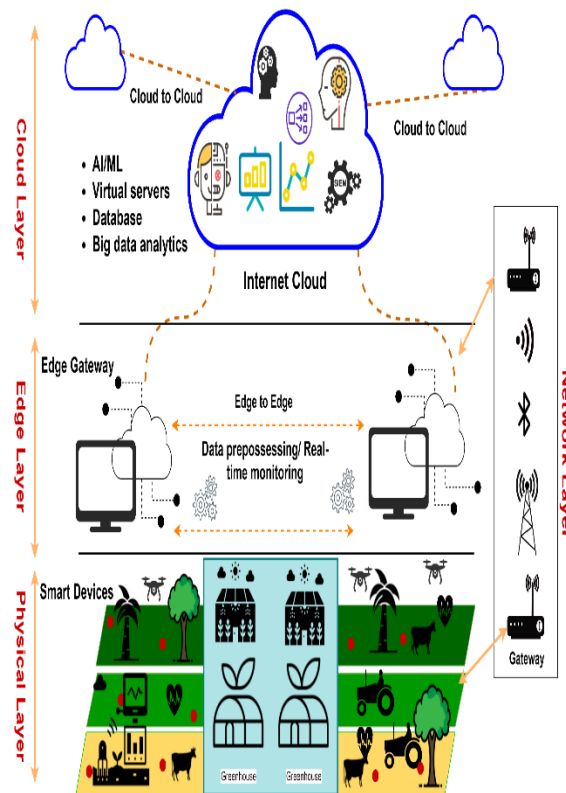 Cloud Layer
Cloud to Cloud
Cloud to Cloud
• AI/ML
• Virtual servers
• Database
• Big data analytics
SIEM
Internet Cloud
Edge Layer
Edge Gateway
Edge to Edge
Data prepossessing/ Real-
time monitoring
Network Layer
Gateway
Physical Layer
Smart Devices
Greenhouse
Greenhouse